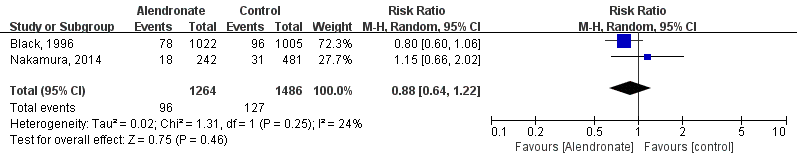 Alendronate Control Risk Ratio Risk Ratio
Study or Subgroup Events Total Events Total Weight M-H, Random, 95% CI M-H, Random, 95% CI
Black, 1996 78 1022 96 1005 72.3% 0.80 [0.60, 1.06]
Nakamura, 2014 18 242 31 481 27.7% 1.15 [0.66, 2.02]
Total (95% CI) 1264 1486 100.0% 0.88 [0.64, 1.22]
Total events 96 127
Heterogeneity: Tau² = 0.02; Chi² = 1.31, df = 1 (P = 0.25); I² = 24%
Test for overall effect: Z = 0.75 (P = 0.46)
0.1 0.2 0.5 1 2 5 10
Favours [Alendronate] Favours [control]